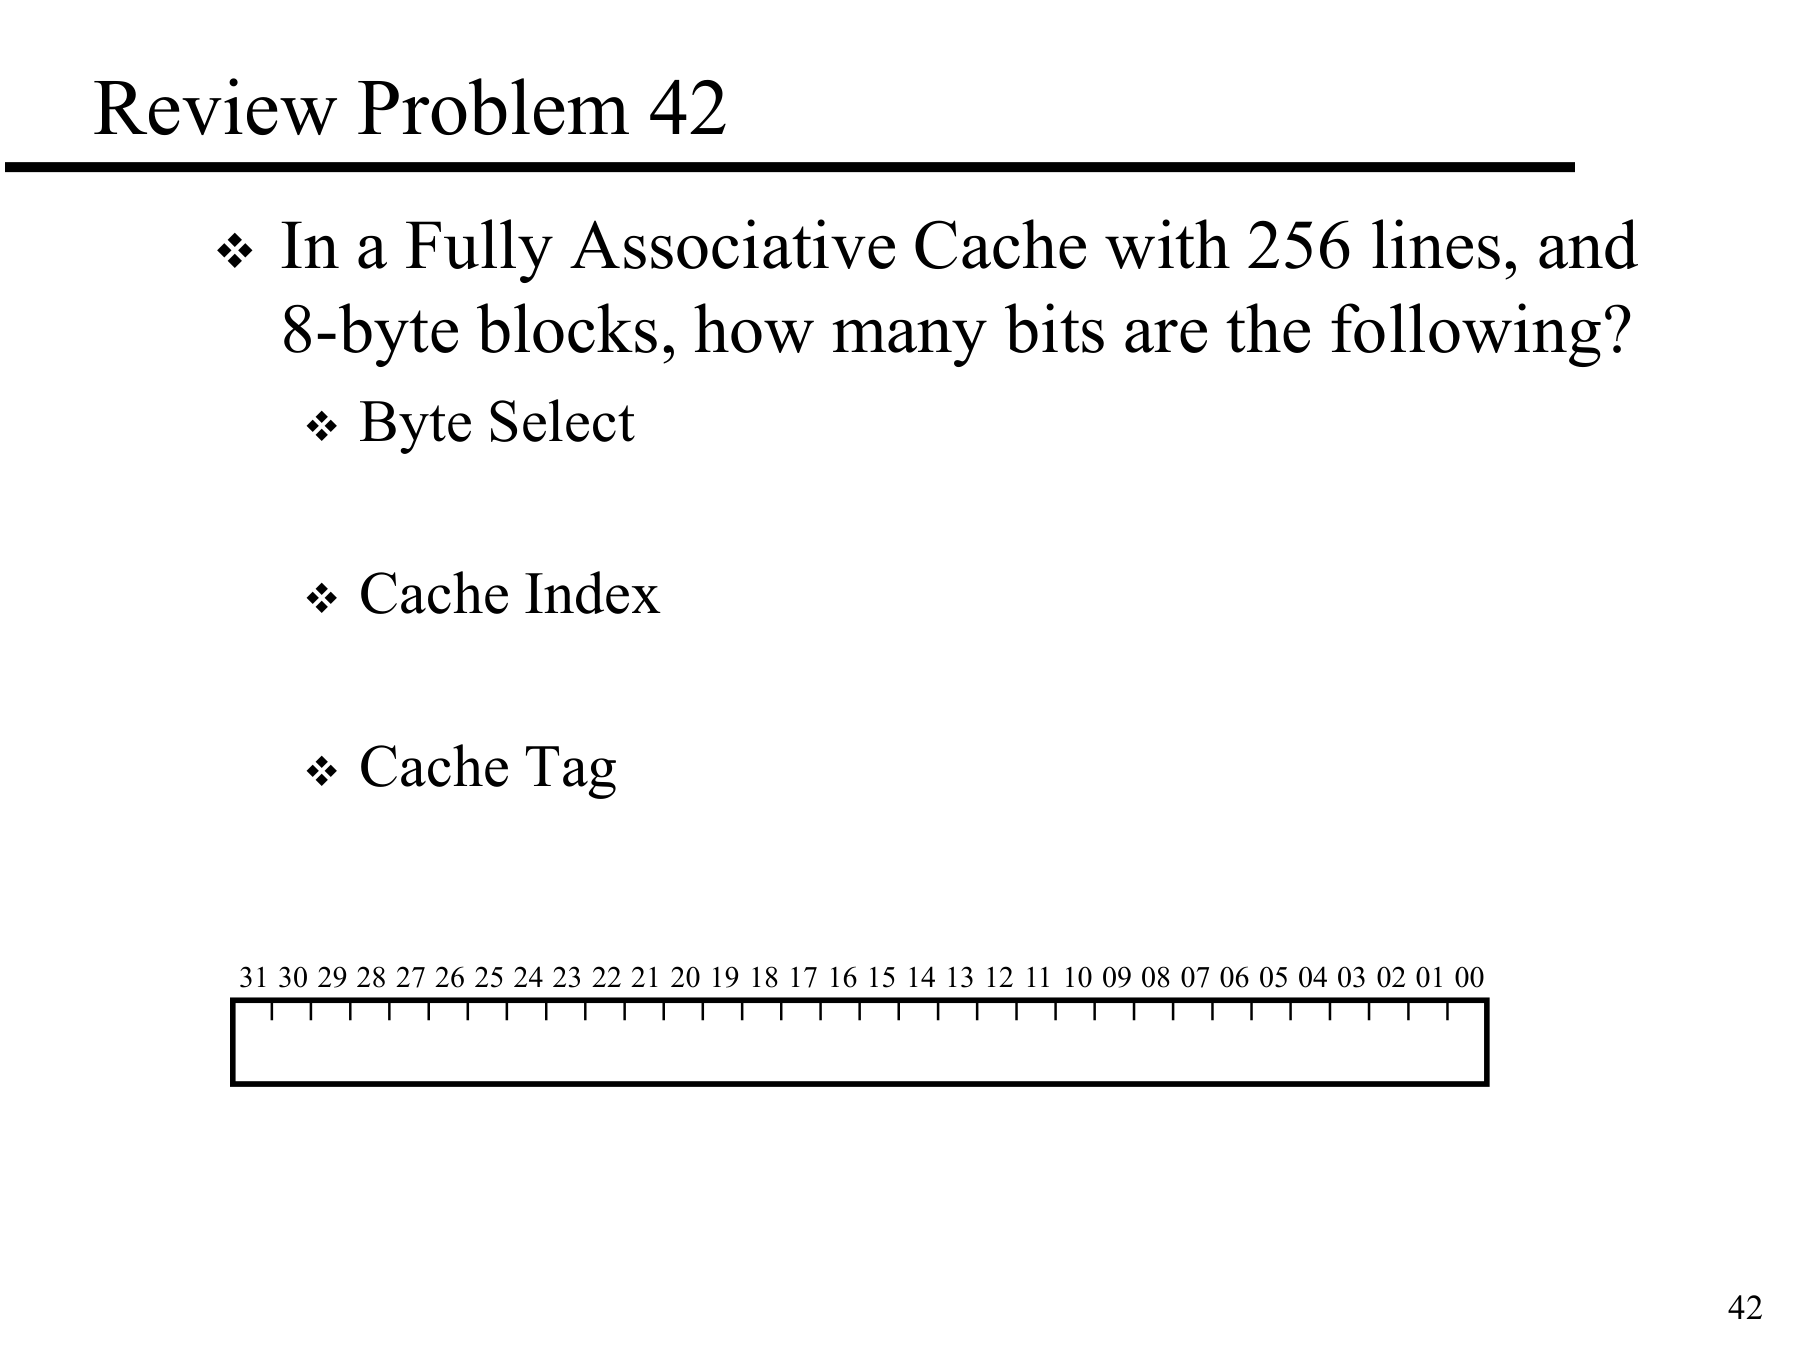 Review Problem 42
❖ In a Fully Associative Cache with 256 lines, and
8-byte blocks, how many bits are the following?
❖ Byte Select
❖ Cache Index
❖ Cache Tag
31 30 29 28 27 26 25 24 23 22 21 20 19 18 17 16 15 14 13 12 11 10 09 08 07 06 05 04 03 02 01 00
42